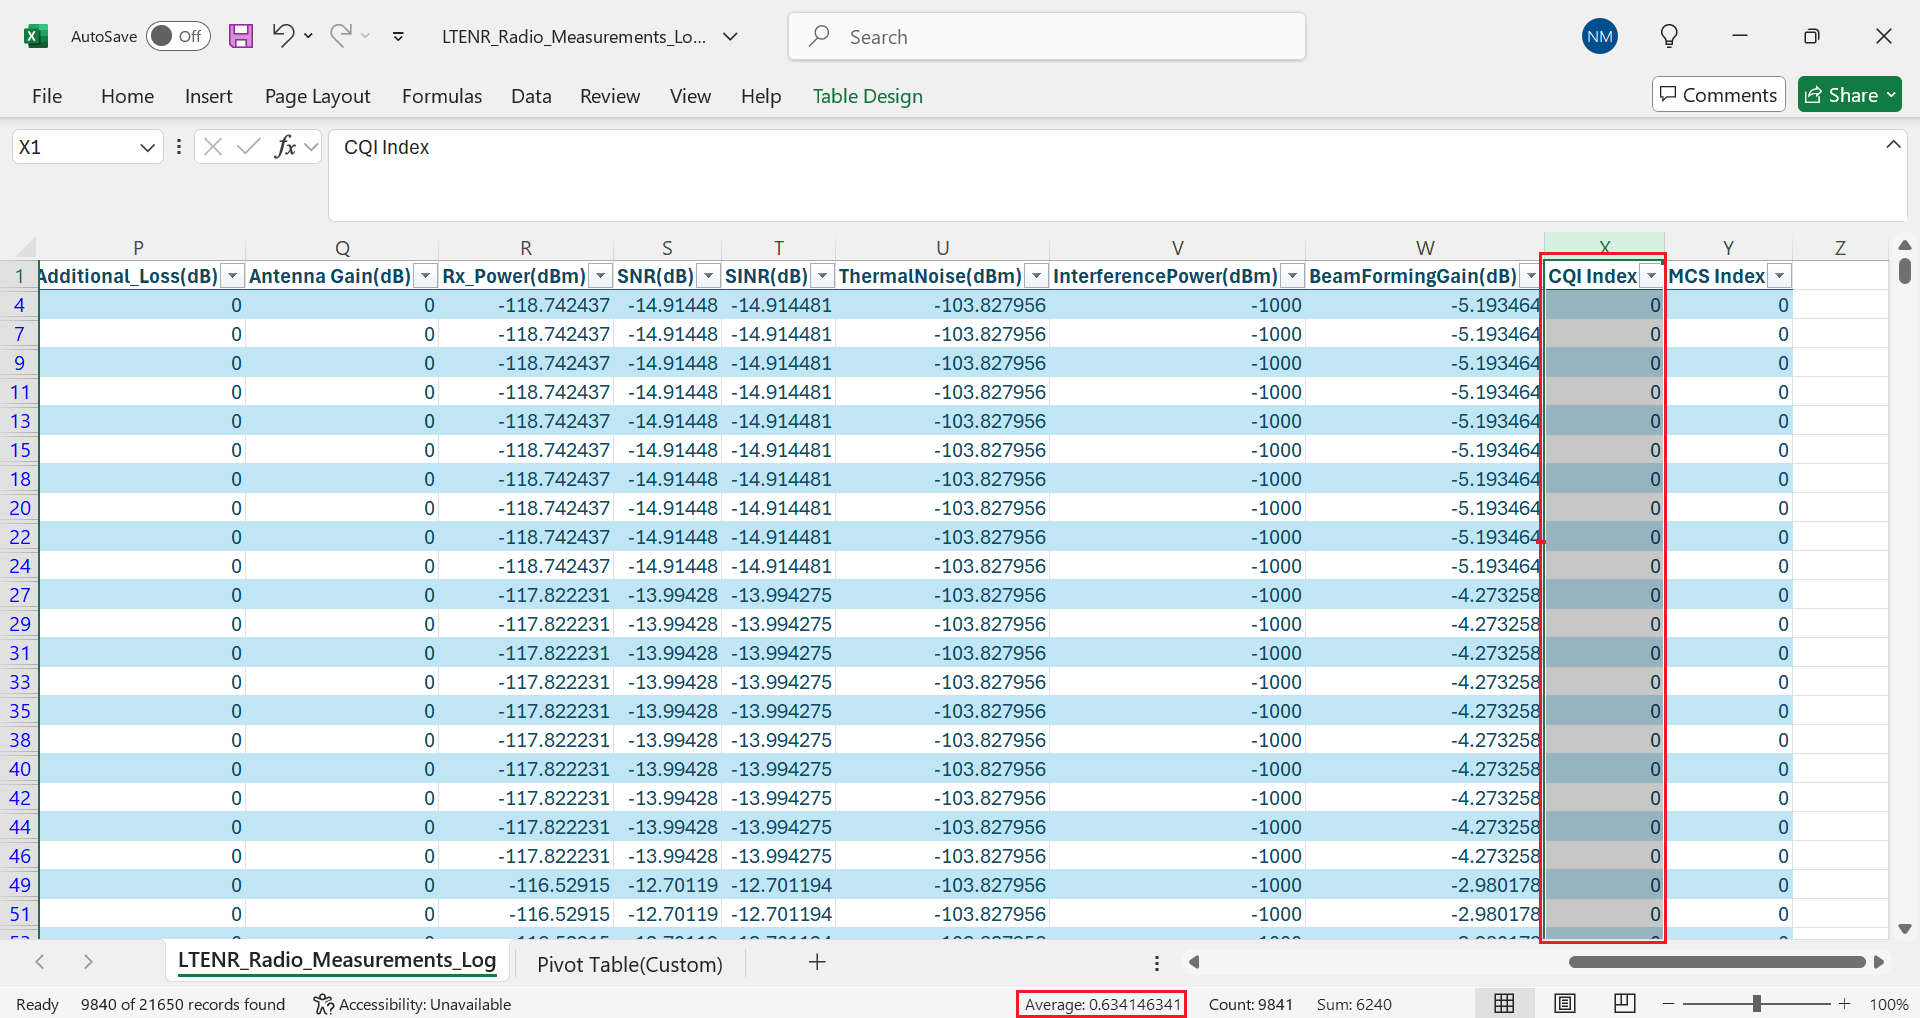 AutoSave Off LTENR_Radio_Measurements_Lo... Search NM
File Home Insert Page Layout Formulas Data Review View Help Table Design Comments Share
X1 fx CQI Index
P Q R S T U V W X Y Z
1 Additional_Loss(dB) Antenna Gain(dB) Rx_Power(dBm) SNR(dB) SINR(dB) ThermalNoise(dBm) InterferencePower(dBm) BeamFormingGain(dB) CQI Index MCS Index
4 0 0 -118.742437 -14.91448 -14.914481 -103.827956 -1000 -5.193464 0 0
7 0 0 -118.742437 -14.91448 -14.914481 -103.827956 -1000 -5.193464 0 0
9 0 0 -118.742437 -14.91448 -14.914481 -103.827956 -1000 -5.193464 0 0
11 0 0 -118.742437 -14.91448 -14.914481 -103.827956 -1000 -5.193464 0 0
13 0 0 -118.742437 -14.91448 -14.914481 -103.827956 -1000 -5.193464 0 0
15 0 0 -118.742437 -14.91448 -14.914481 -103.827956 -1000 -5.193464 0 0
18 0 0 -118.742437 -14.91448 -14.914481 -103.827956 -1000 -5.193464 0 0
20 0 0 -118.742437 -14.91448 -14.914481 -103.827956 -1000 -5.193464 0 0
22 0 0 -118.742437 -14.91448 -14.914481 -103.827956 -1000 -5.193464 0 0
24 0 0 -118.742437 -14.91448 -14.914481 -103.827956 -1000 -5.193464 0 0
27 0 0 -117.822231 -13.99428 -13.994275 -103.827956 -1000 -4.273258 0 0
29 0 0 -117.822231 -13.99428 -13.994275 -103.827956 -1000 -4.273258 0 0
31 0 0 -117.822231 -13.99428 -13.994275 -103.827956 -1000 -4.273258 0 0
33 0 0 -117.822231 -13.99428 -13.994275 -103.827956 -1000 -4.273258 0 0
35 0 0 -117.822231 -13.99428 -13.994275 -103.827956 -1000 -4.273258 0 0
38 0 0 -117.822231 -13.99428 -13.994275 -103.827956 -1000 -4.273258 0 0
40 0 0 -117.822231 -13.99428 -13.994275 -103.827956 -1000 -4.273258 0 0
42 0 0 -117.822231 -13.99428 -13.994275 -103.827956 -1000 -4.273258 0 0
44 0 0 -117.822231 -13.99428 -13.994275 -103.827956 -1000 -4.273258 0 0
46 0 0 -117.822231 -13.99428 -13.994275 -103.827956 -1000 -4.273258 0 0
49 0 0 -116.52915 -12.70119 -12.701194 -103.827956 -1000 -2.980178 0 0
51 0 0 -116.52915 -12.70119 -12.701194 -103.827956 -1000 -2.980178 0 0
LTENR_Radio_Measurements_Log Pivot Table(Custom)
Ready 9840 of 21650 records found Accessibility: Unavailable Average: 0.634146341 Count: 9841 Sum: 6240 100%